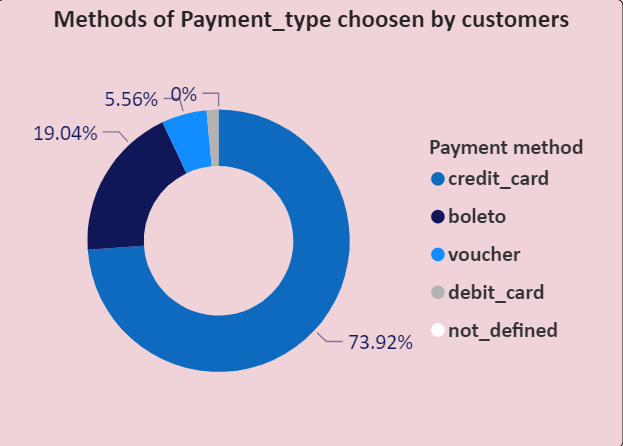 Methods of Payment_type choosen by customers
5.56%
0%
19.04%
73.92%
Payment method
credit_card
boleto
voucher
debit_card
not_defined